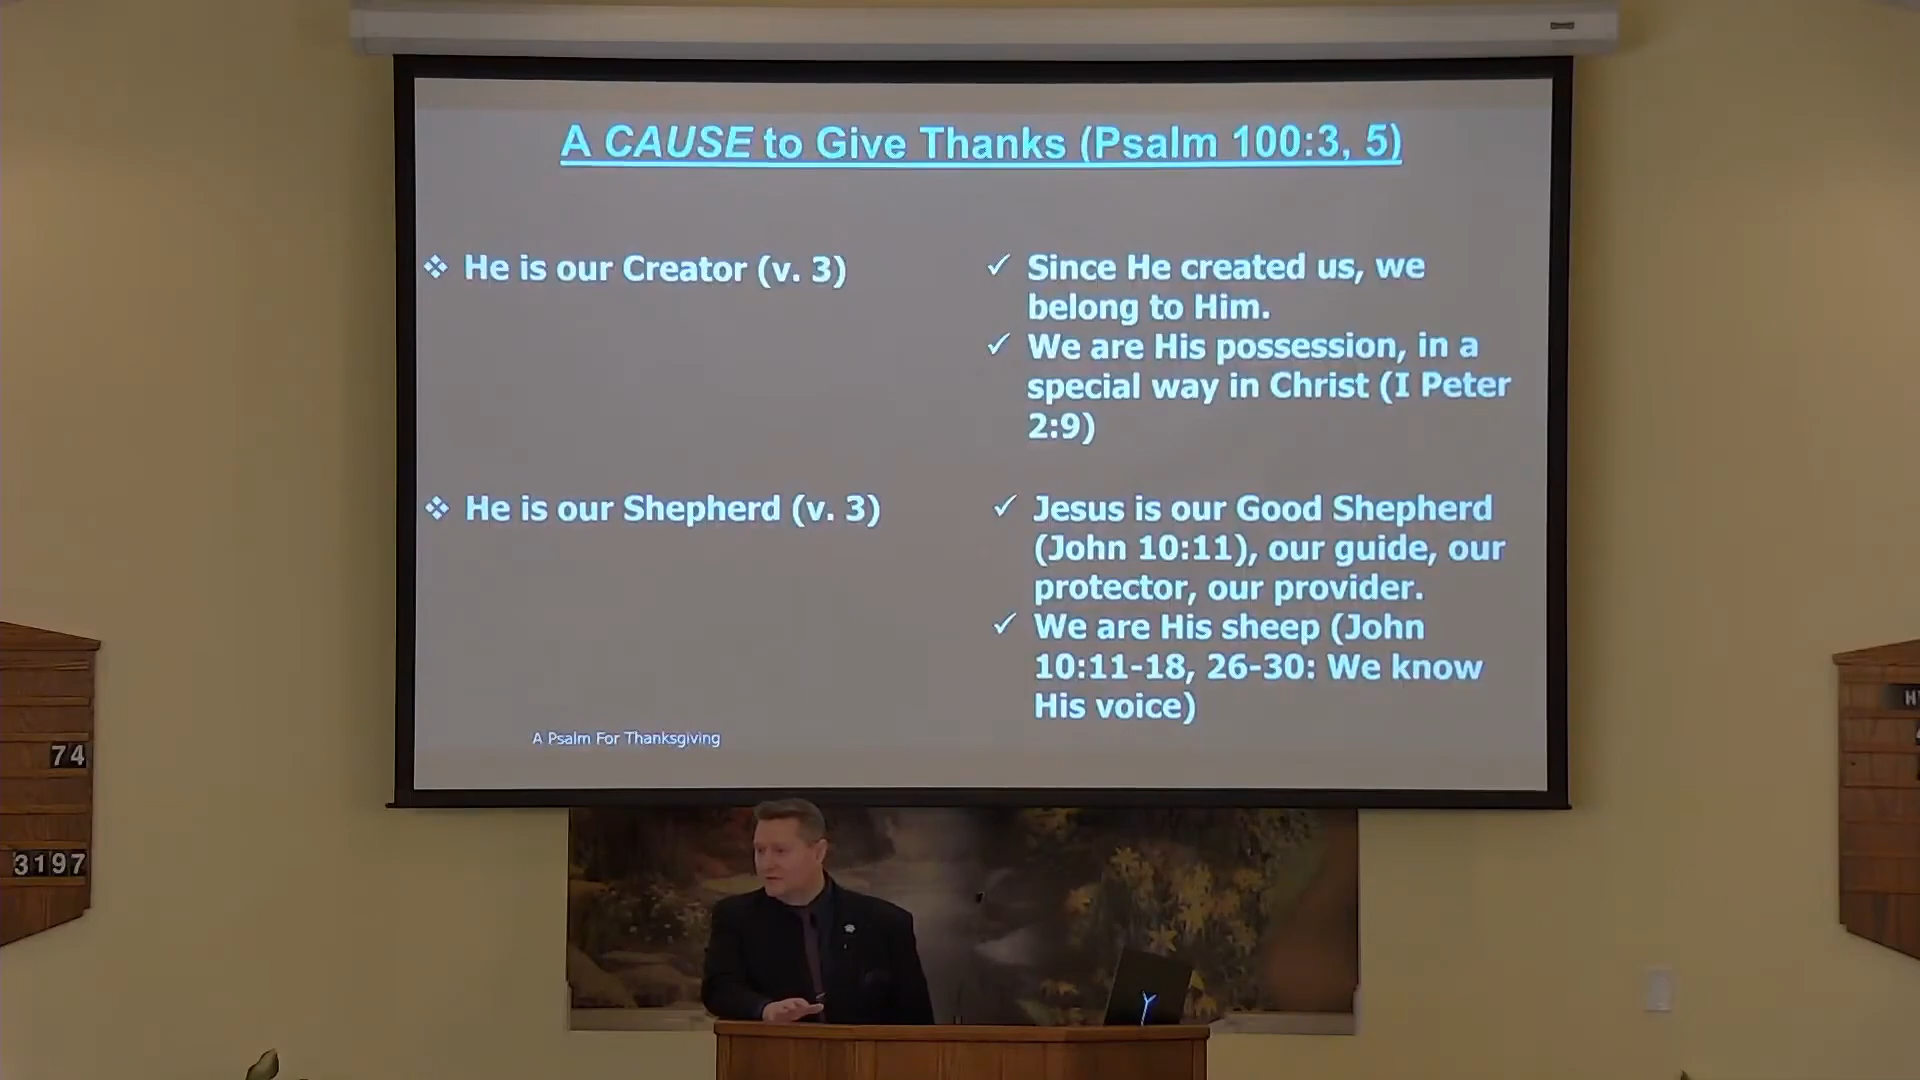 A CAUSE to Give Thanks (Psalm 100:3, 5)
❖ He is our Creator (v. 3)
✓ Since He created us, we
belong to Him.
✓ We are His possession, in a
special way in Christ (I Peter
2:9)
❖ He is our Shepherd (v. 3)
✓ Jesus is our Good Shepherd
(John 10:11), our guide, our
protector, our provider.
✓ We are His sheep (John
10:11-18, 26-30: We know
His voice)
A Psalm For Thanksgiving
74
3197